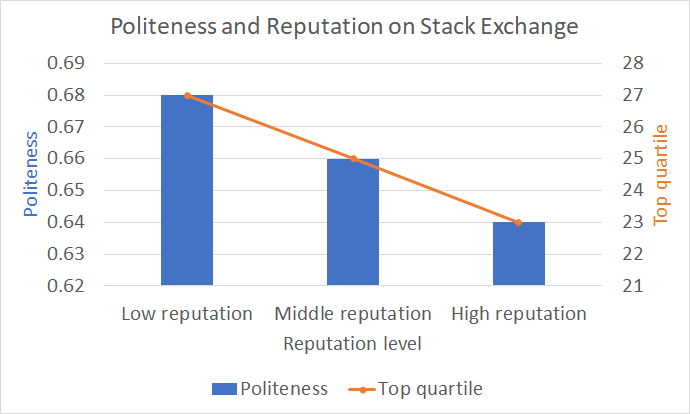 Politeness and Reputation on Stack Exchange
0.69
0.68
0.67
0.66
0.65
0.64
0.63
0.62
Politeness
28
27
26
25
24
23
22
21
Top quartile
Low reputation Middle reputation High reputation
Reputation level
Politeness Top quartile